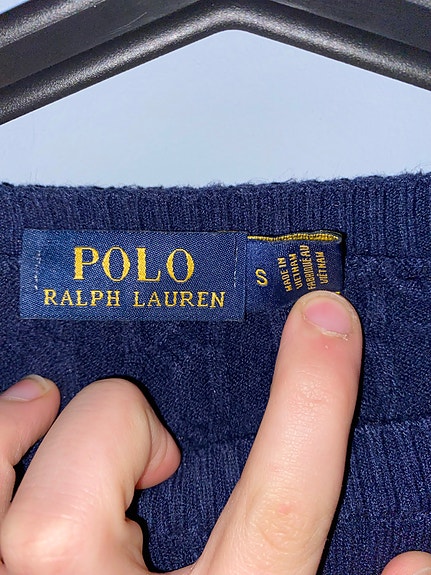 POLO
RALPH LAUREN
S
MADE IN
VIETNAM
FABRIQUÉ AU
VIETNAM